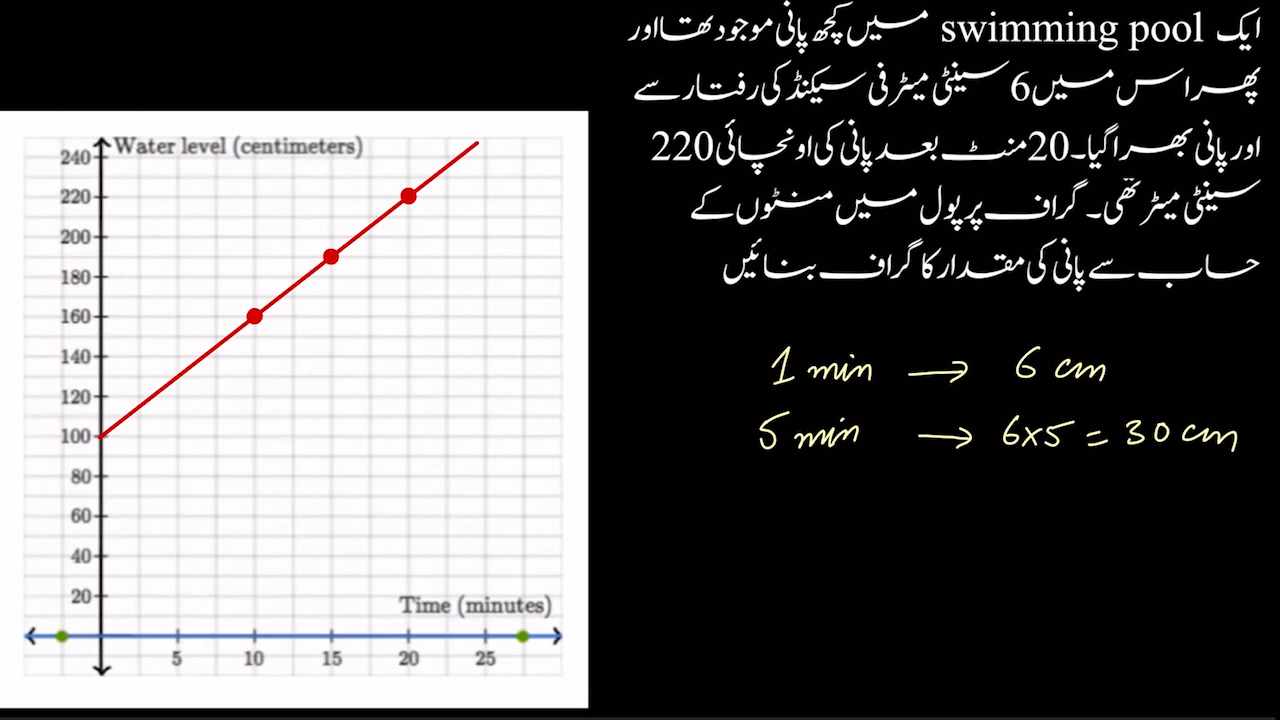 ایک swimming pool میں کچھ پانی موجود تھا اور
پھر اس میں 6 سینٹی میٹر فی سیکنڈ کی رفتار سے
اور پانی بھرا گیا۔ 20 منٹ بعد پانی کی اونچائی 220
سینٹی میٹر تھی۔ گراف پر پول میں منٹوں کے
حساب سے پانی کی مقدار کا گراف بنائیں
1 min → 6 cm
5 min → 6x5 = 30 cm
Water level (centimeters)
240
220
200
180
160
140
120
100
80
60
40
20
Time (minutes)
5 10 15 20 25